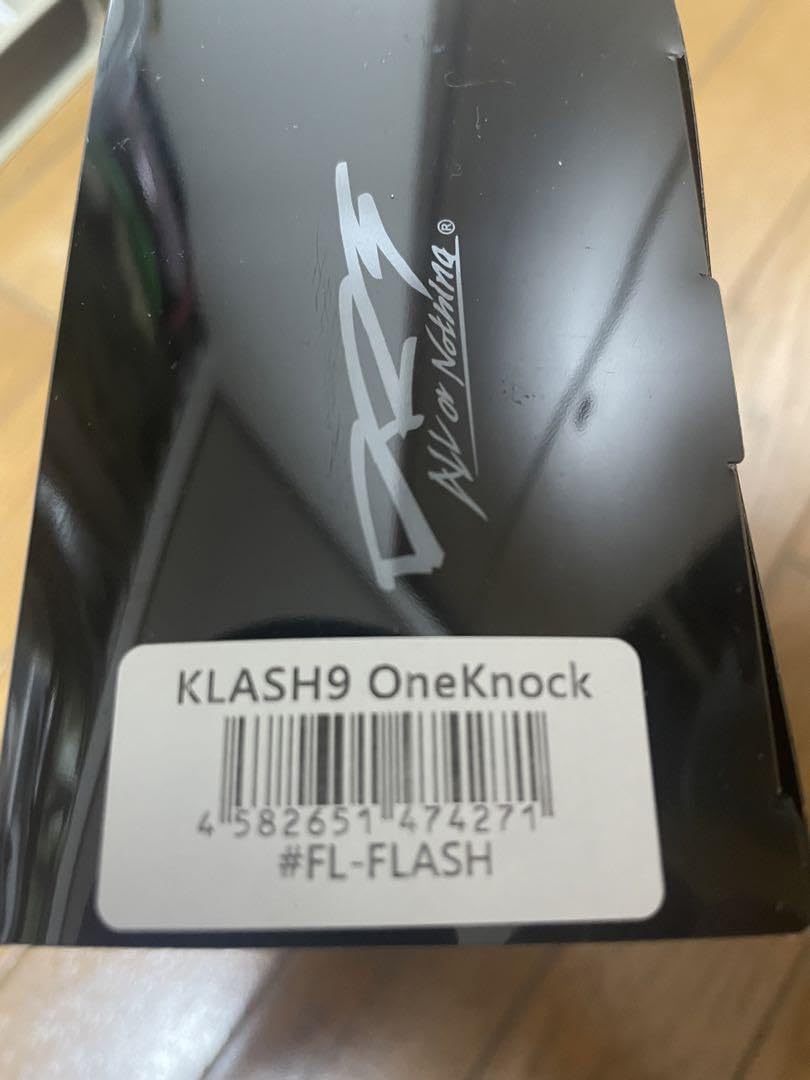 All or Nothing®
KLASH9 OneKnock
4 582651 474271
#FL-FLASH